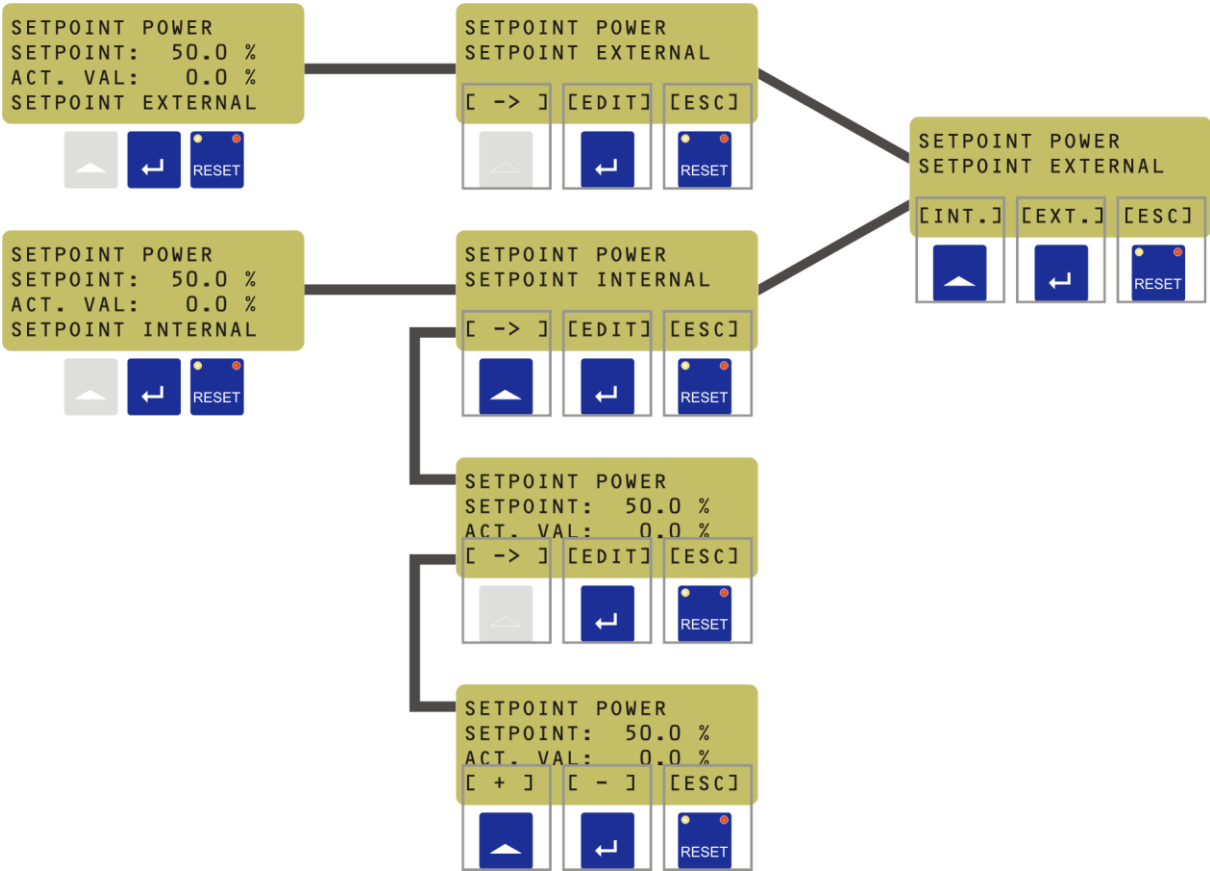 SETPOINT POWER
SETPOINT: 50.0 %
ACT. VAL: 0.0 %
SETPOINT EXTERNAL
RESET
SETPOINT POWER
SETPOINT EXTERNAL
[ -> ] [EDIT] [ESC]
RESET
SETPOINT POWER
SETPOINT EXTERNAL
[INT.] [EXT.] [ESC]
RESET
SETPOINT POWER
SETPOINT: 50.0 %
ACT. VAL: 0.0 %
SETPOINT INTERNAL
RESET
SETPOINT POWER
SETPOINT INTERNAL
[ -> ] [EDIT] [ESC]
RESET
SETPOINT POWER
SETPOINT: 50.0 %
ACT. VAL: 0.0 %
[ -> ] [EDIT] [ESC]
RESET
SETPOINT POWER
SETPOINT: 50.0 %
ACT. VAL: 0.0 %
[ + ] [ - ] [ESC]
RESET